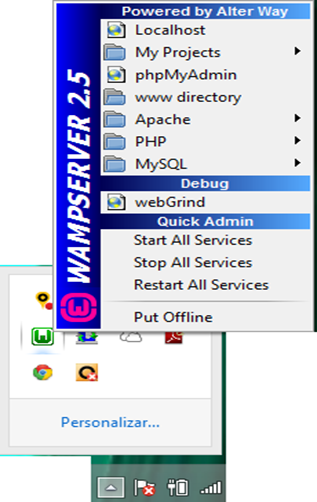 Powered by Alter Way
Localhost
My Projects
phpMyAdmin
www directory
Apache
PHP
MySQL
Debug
webGrind
Quick Admin
Start All Services
Stop All Services
Restart All Services
Put Offline
WAMPSERVER 2.5
Personalizar...